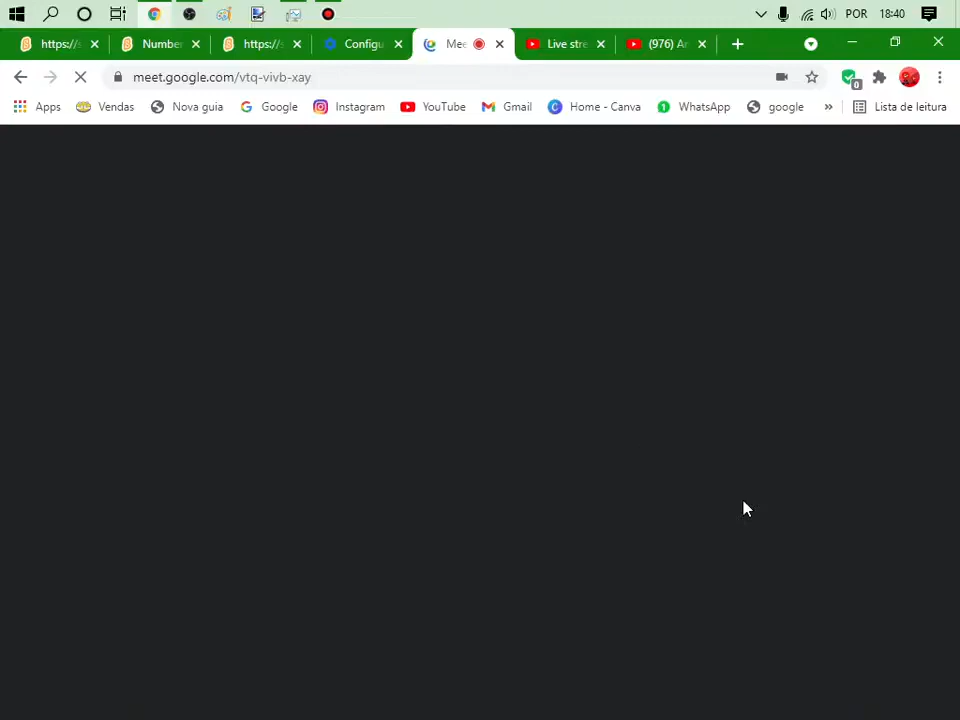 POR 18:40
https://s Number https://s Configu Mee Live stre (976) Ar
meet.google.com/vtq-vivb-xay
0
Apps Vendas Nova guia Google Instagram YouTube Gmail Home - Canva WhatsApp google » Lista de leitura